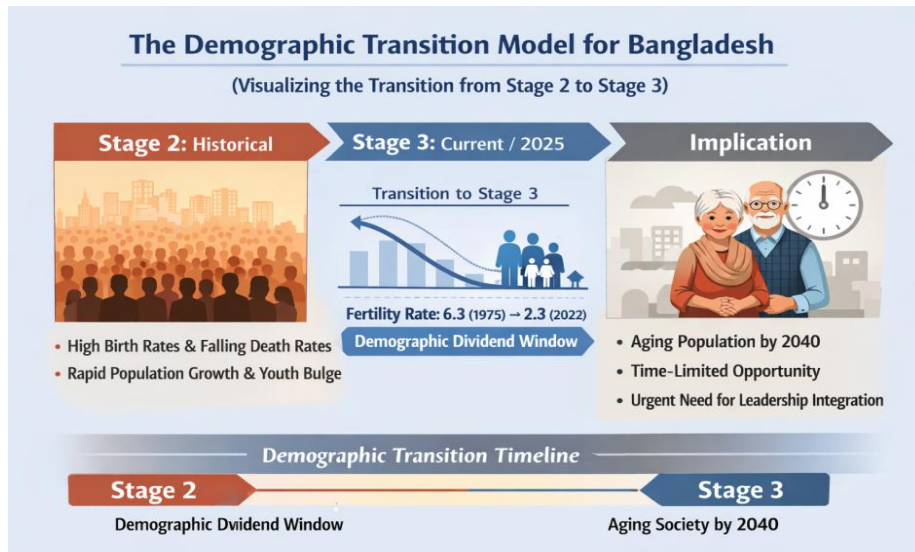 The Demographic Transition Model for Bangladesh
(Visualizing the Transition from Stage 2 to Stage 3)
Stage 2: Historical
Stage 3: Current / 2025
Implication
Transition to Stage 3
Fertility Rate: 6.3 (1975) → 2.3 (2022)
Demographic Dividend Window
• High Birth Rates & Falling Death Rates
• Rapid Population Growth & Youth Bulge
• Aging Population by 2040
• Time-Limited Opportunity
• Urgent Need for Leadership Integration
Demographic Transition Timeline
Stage 2
Stage 3
Demographic Dvidend Window
Aging Society by 2040